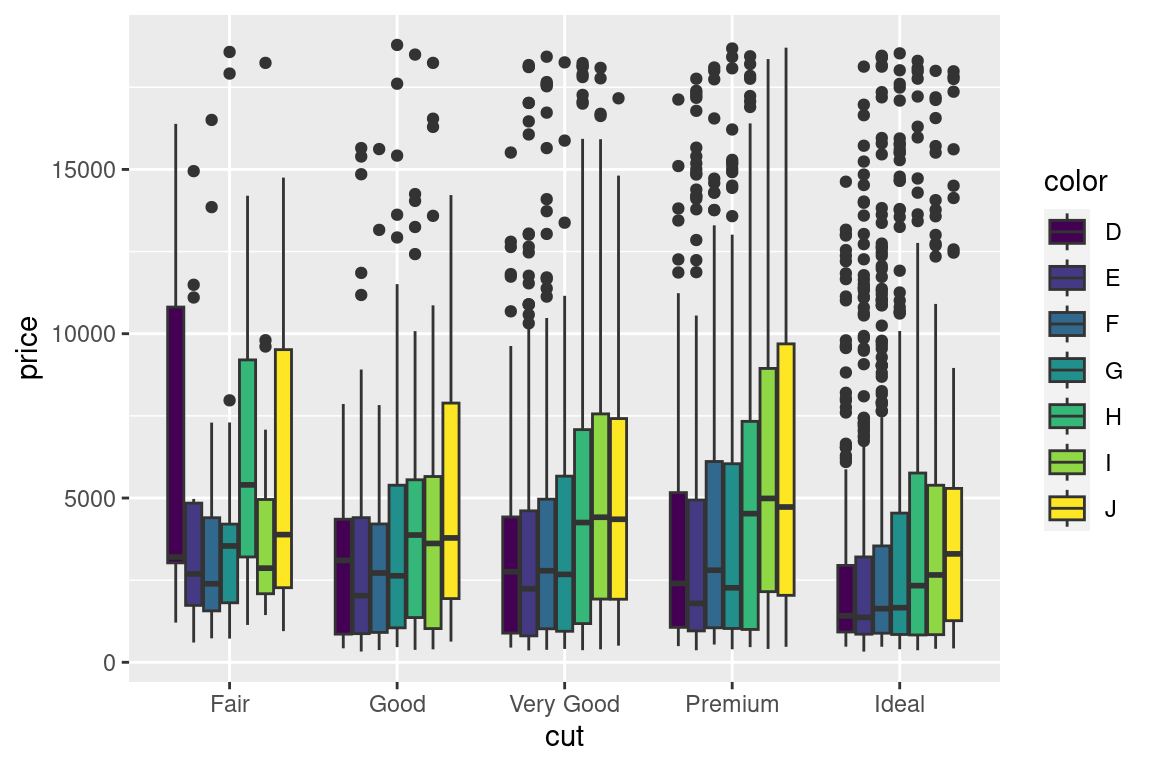 15000
10000
5000
0
price
Fair
Good
Very Good
Premium
Ideal
cut
color
D
E
F
G
H
I
J